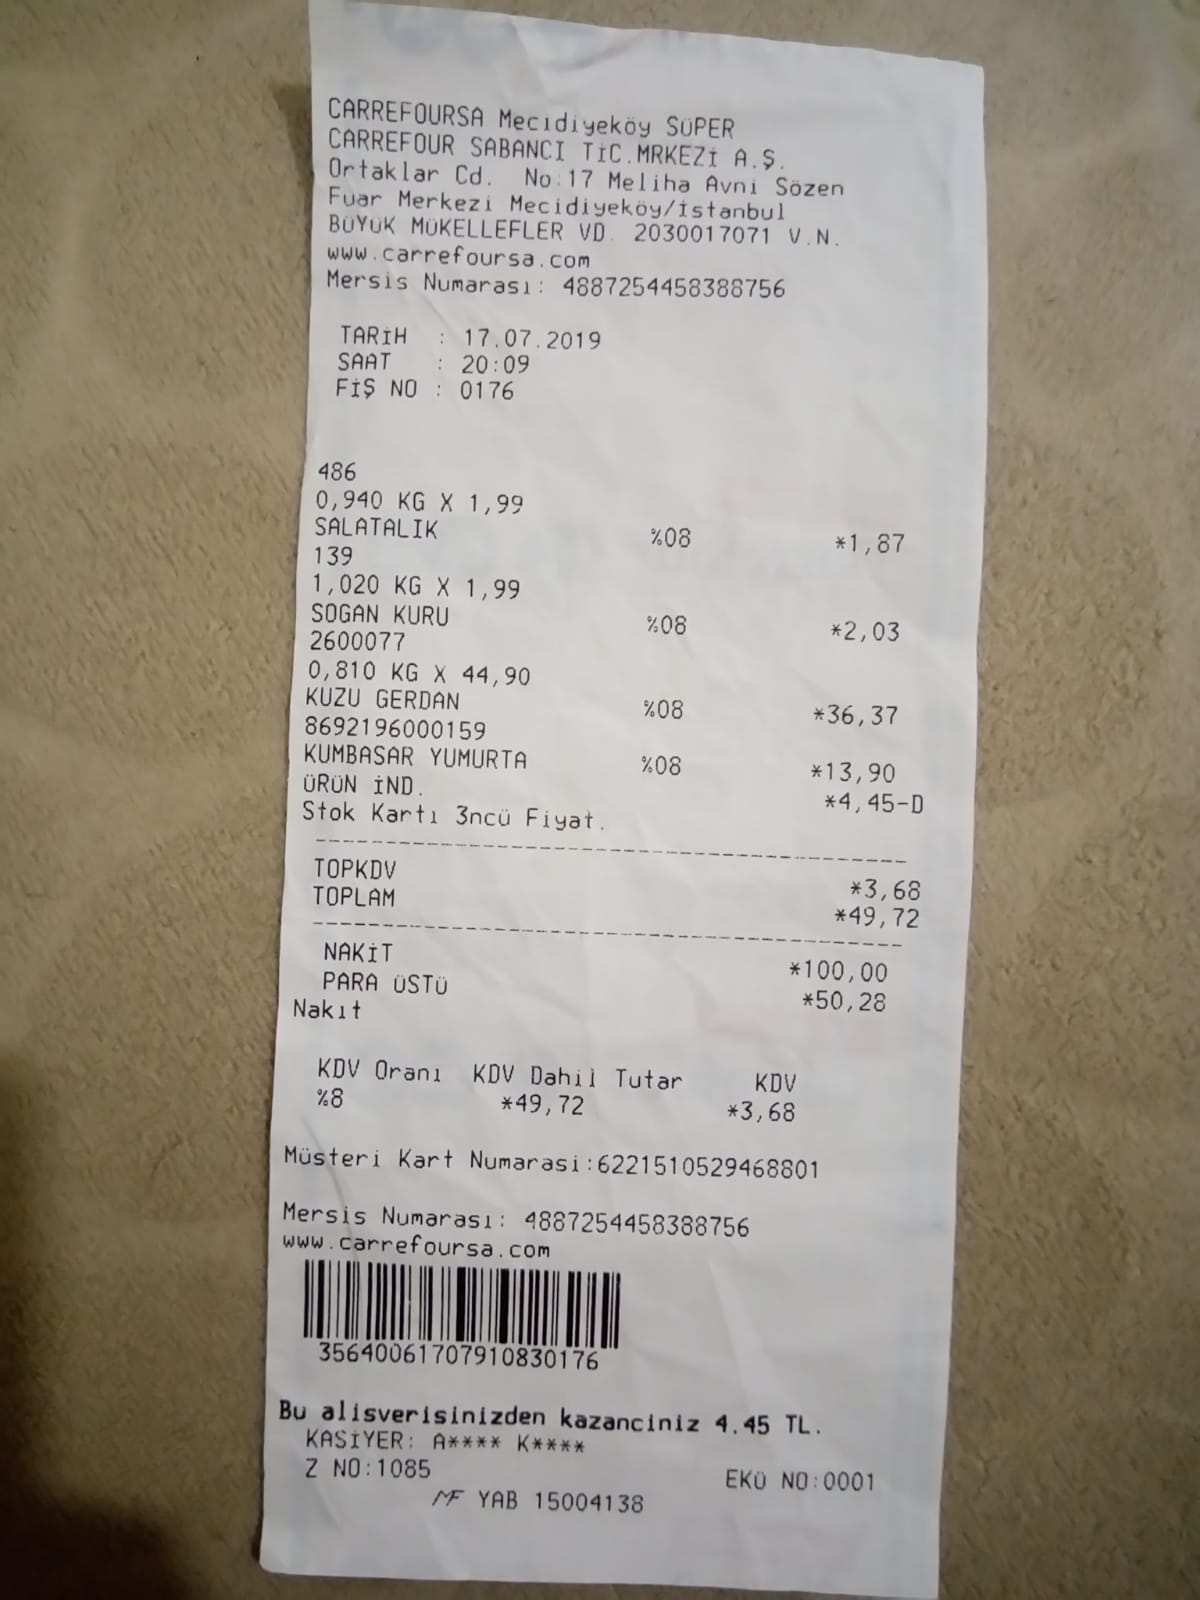 CARREFOURSA Mecıdiyeköy SÜPER
CARREFOUR SABANCI TİC.MRKEZİ A.Ş.
Ortaklar Cd. No:17 Meliha Avni Sözen
Fuar Merkezi Mecidiyeköy/İstanbul
BÜYÜK MÜKELLEFLER VD. 2030017071 V.N.
www.carrefoursa.com
Mersis Numarası: 4887254458388756
TARİH : 17.07.2019
SAAT : 20:09
FİŞ NO : 0176
486
0,940 KG X 1,99
SALATALIK %08 *1,87
139
1,020 KG X 1,99
SOGAN KURU %08 *2,03
2600077
0,810 KG X 44,90
KUZU GERDAN %08 *36,37
8692196000159
KUMBASAR YUMURTA %08 *13,90
ÜRÜN İND. *4,45-D
Stok Kartı 3ncü Fiyat.
TOPKDV *3,68
TOPLAM *49,72
NAKİT *100,00
PARA ÜSTÜ *50,28
Nakıt
KDV Oranı KDV Dahil Tutar KDV
%8 *49,72 *3,68
Müsteri Kart Numarasi:6221510529468801
Mersis Numarası: 4887254458388756
www.carrefoursa.com
35640061707910830176
Bu alisverisinizden kazanciniz 4.45 TL.
KASİYER: A**** K****
Z NO:1085 EKÜ NO:0001
MF YAB 15004138